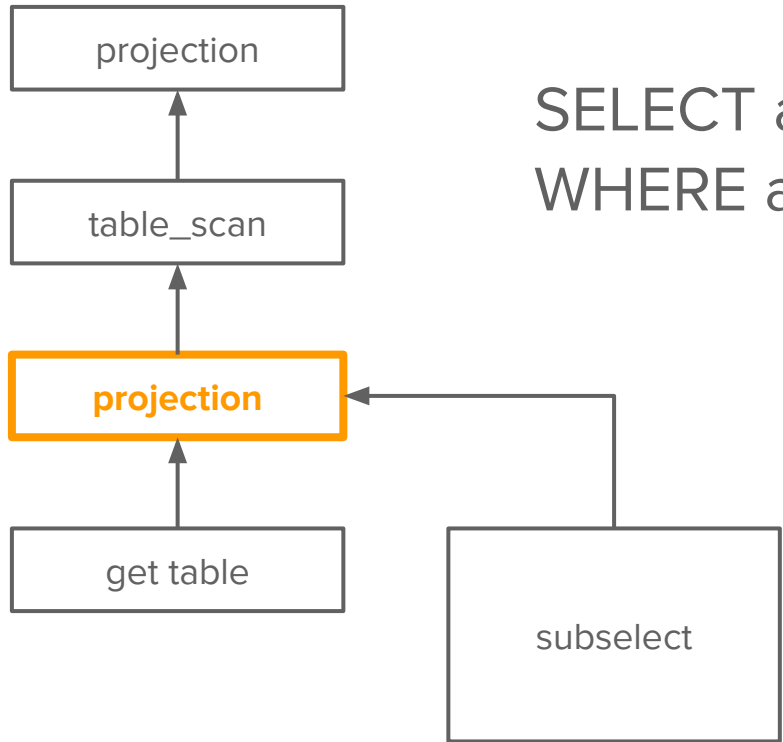 projection
SELECT a
WHERE a
table_scan
projection
get table
subselect